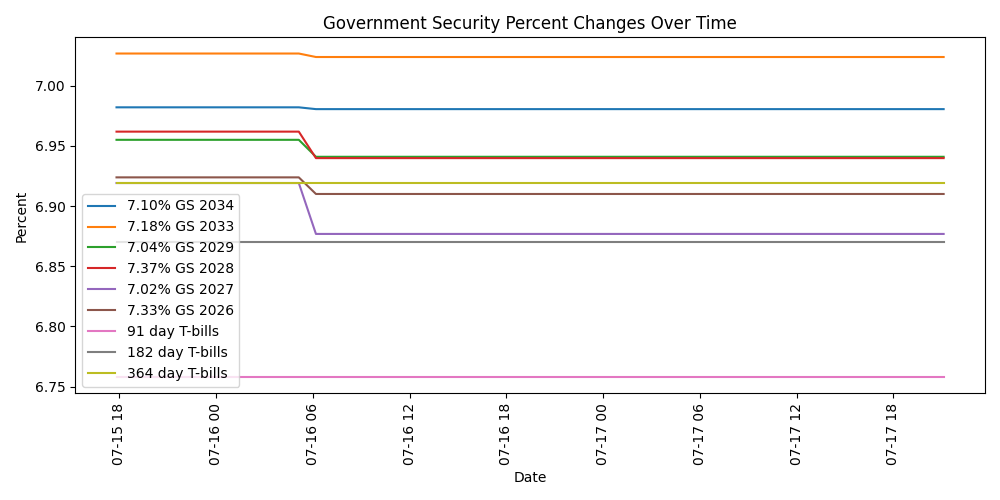 Government Security Percent Changes Over Time
Percent
7.00
6.95
6.90
6.85
6.80
6.75
7.10% GS 2034
7.18% GS 2033
7.04% GS 2029
7.37% GS 2028
7.02% GS 2027
7.33% GS 2026
91 day T-bills
182 day T-bills
364 day T-bills
07-15 18
07-16 00
07-16 06
07-16 12
07-16 18
07-17 00
07-17 06
07-17 12
07-17 18
Date